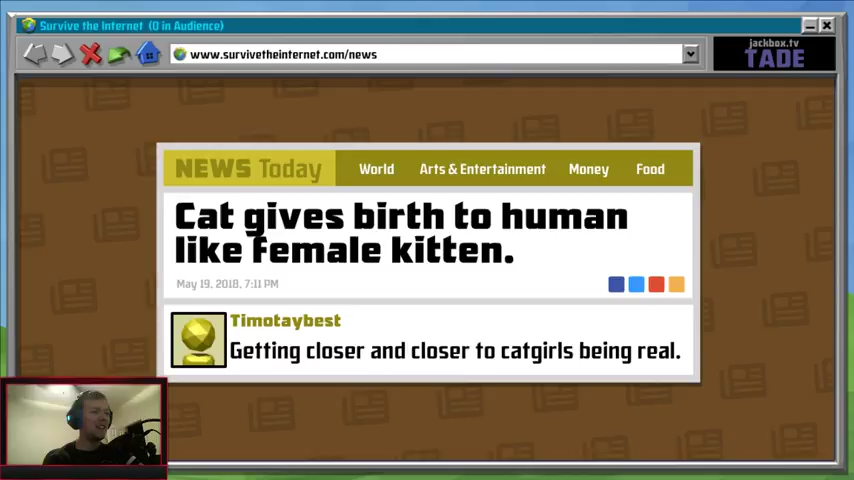 Survive the Internet (0 in Audience)
www.survivetheinternet.com/news
jackbox.tv
TADE
NEWS Today
World
Arts & Entertainment
Money
Food
Cat gives birth to human
like female kitten.
May 19, 2018, 7:11 PM
Timotaybest
Getting closer and closer to catgirls being real.